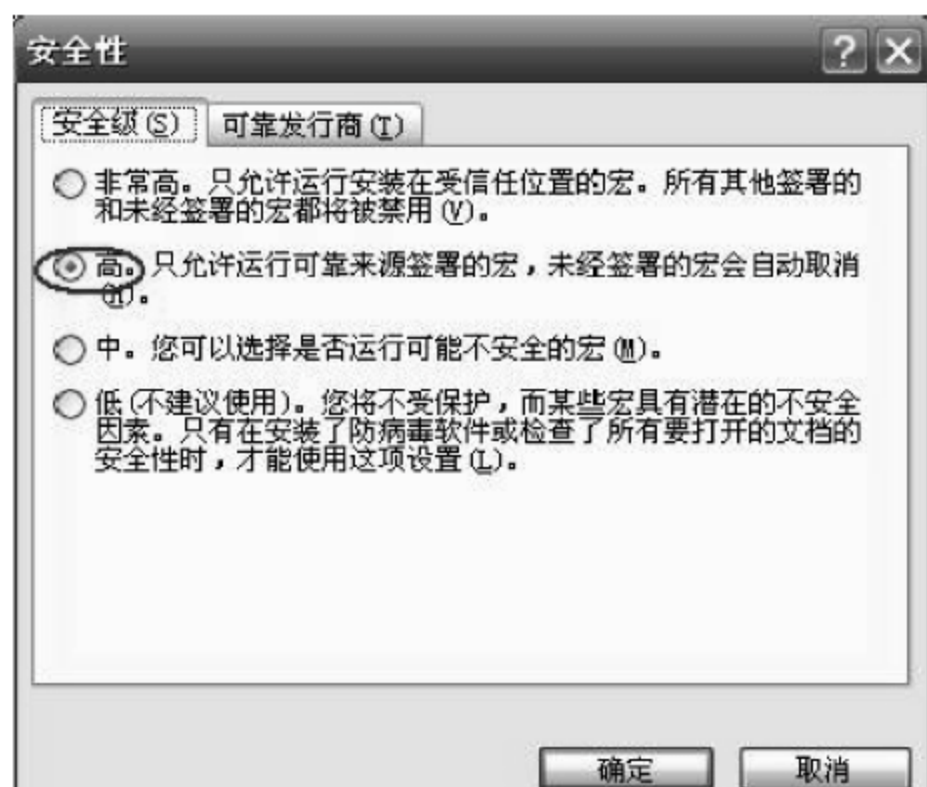 安全性
安全级(S) 可靠发行商(T)
非常高。只允许运行安装在受信任位置的宏。所有其他签署的
和未经签署的宏都将被禁用(V)。
高。只允许运行可靠来源签署的宏，未经签署的宏会自动取消
(H)。
中。您可以选择是否运行可能不安全的宏(M)。
低(不建议使用)。您将不受保护，而某些宏具有潜在的不安全
因素。只有在安装了防病毒软件或检查了所有要打开的文档的
安全性时，才能使用这项设置(L)。
确定 取消